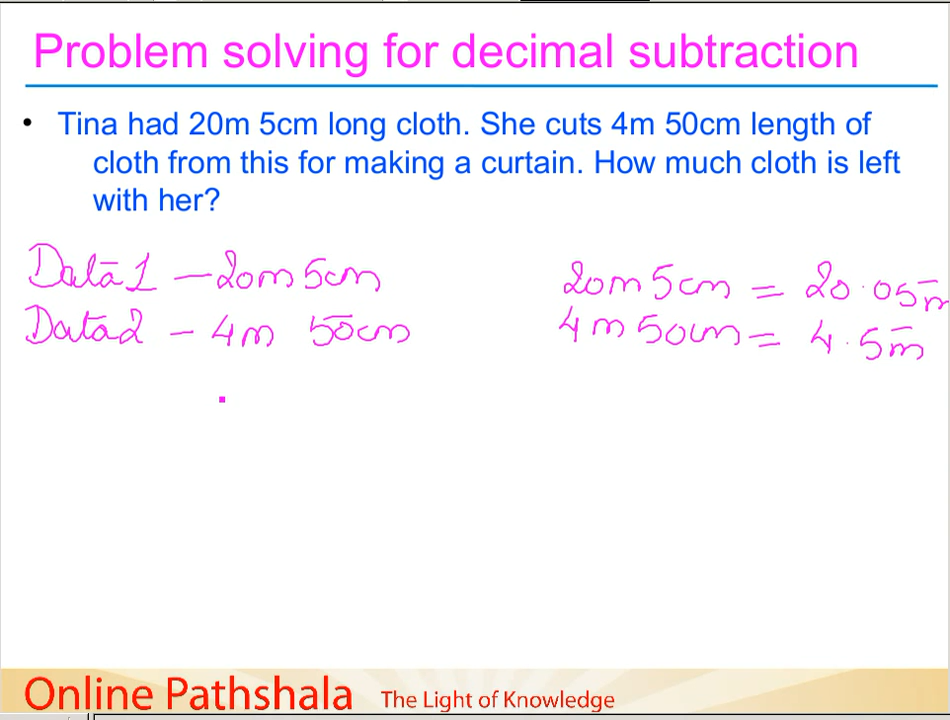 Problem solving for decimal subtraction
• Tina had 20m 5cm long cloth. She cuts 4m 50cm length of
cloth from this for making a curtain. How much cloth is left
with her?
Data 1 – 20m 5cm
20m 5cm = 20.05m
Data 2 – 4m 50cm
4m 50cm = 4.5m
Online Pathshala The Light of Knowledge